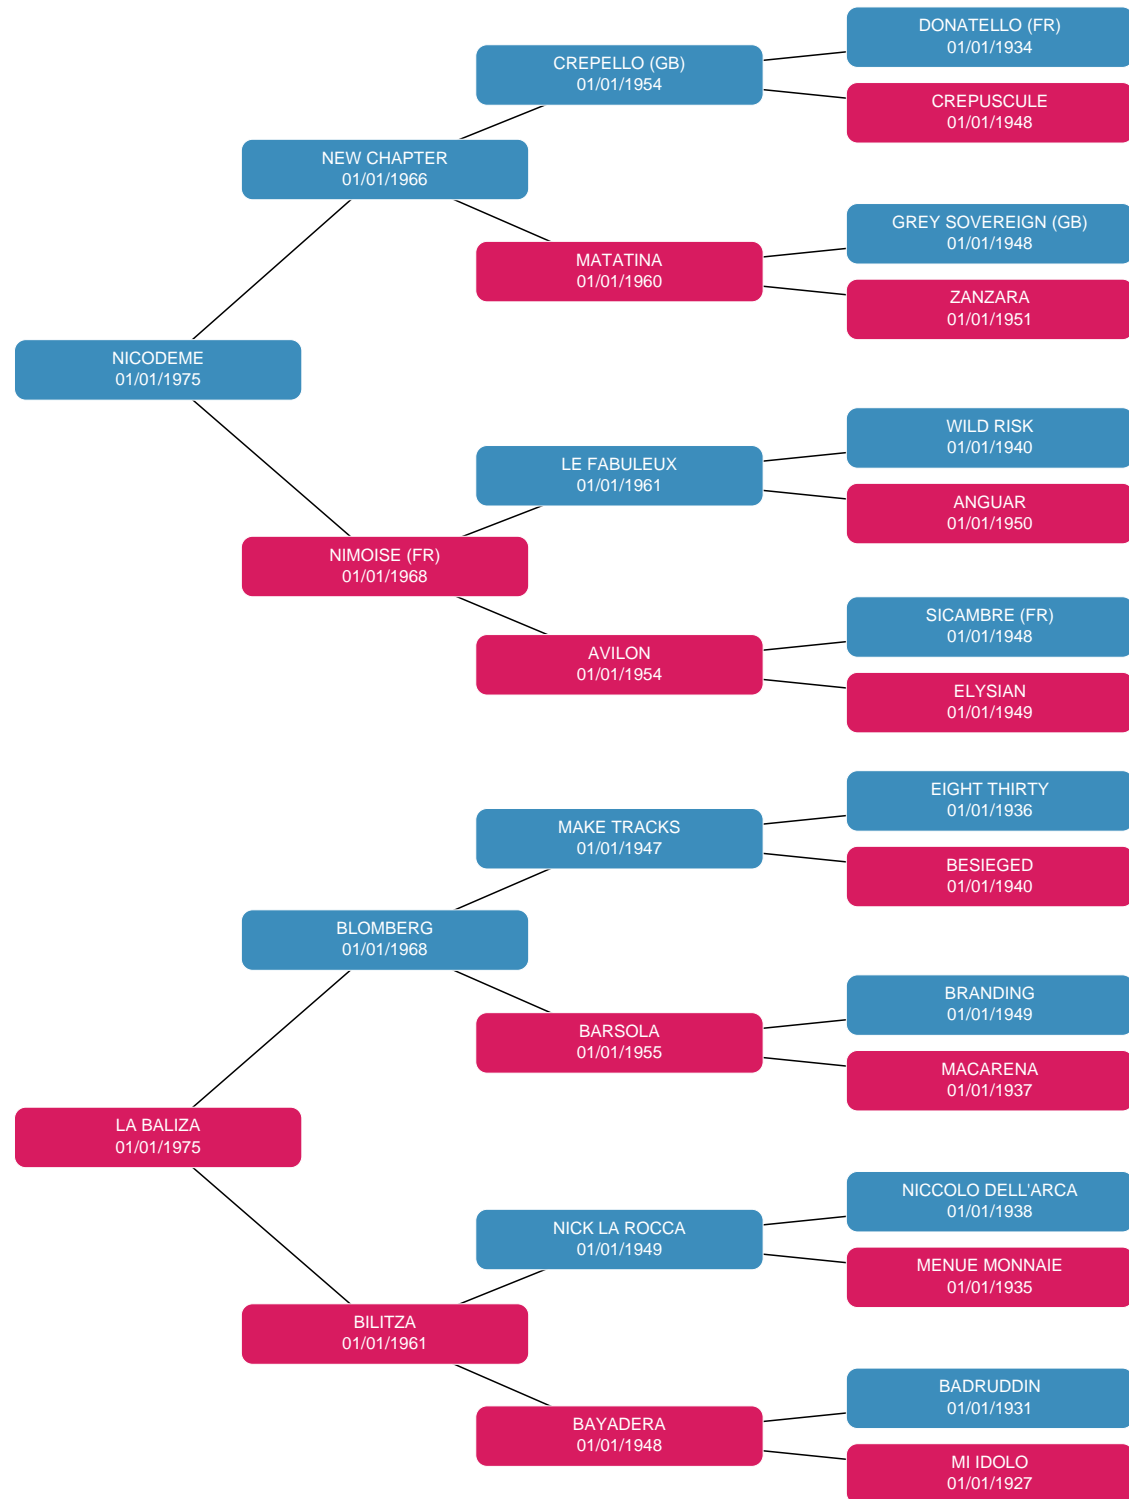 DONATELLO (FR)
01/01/1934
CREPELLO (GB)
01/01/1954
CREPUSCULE
01/01/1948
NEW CHAPTER
01/01/1966
GREY SOVEREIGN (GB)
01/01/1948
MATATINA
01/01/1960
ZANZARA
01/01/1951
NICODEME
01/01/1975
WILD RISK
01/01/1940
LE FABULEUX
01/01/1961
ANGUAR
01/01/1950
NIMOISE (FR)
01/01/1968
SICAMBRE (FR)
01/01/1948
AVILON
01/01/1954
ELYSIAN
01/01/1949
EIGHT THIRTY
01/01/1936
MAKE TRACKS
01/01/1947
BESIEGED
01/01/1940
BLOMBERG
01/01/1968
BRANDING
01/01/1949
BARSOLA
01/01/1955
MACARENA
01/01/1937
LA BALIZA
01/01/1975
NICCOLO DELL'ARCA
01/01/1938
NICK LA ROCCA
01/01/1949
MENUE MONNAIE
01/01/1935
BILITZA
01/01/1961
BADRUDDIN
01/01/1931
BAYADERA
01/01/1948
MI IDOLO
01/01/1927